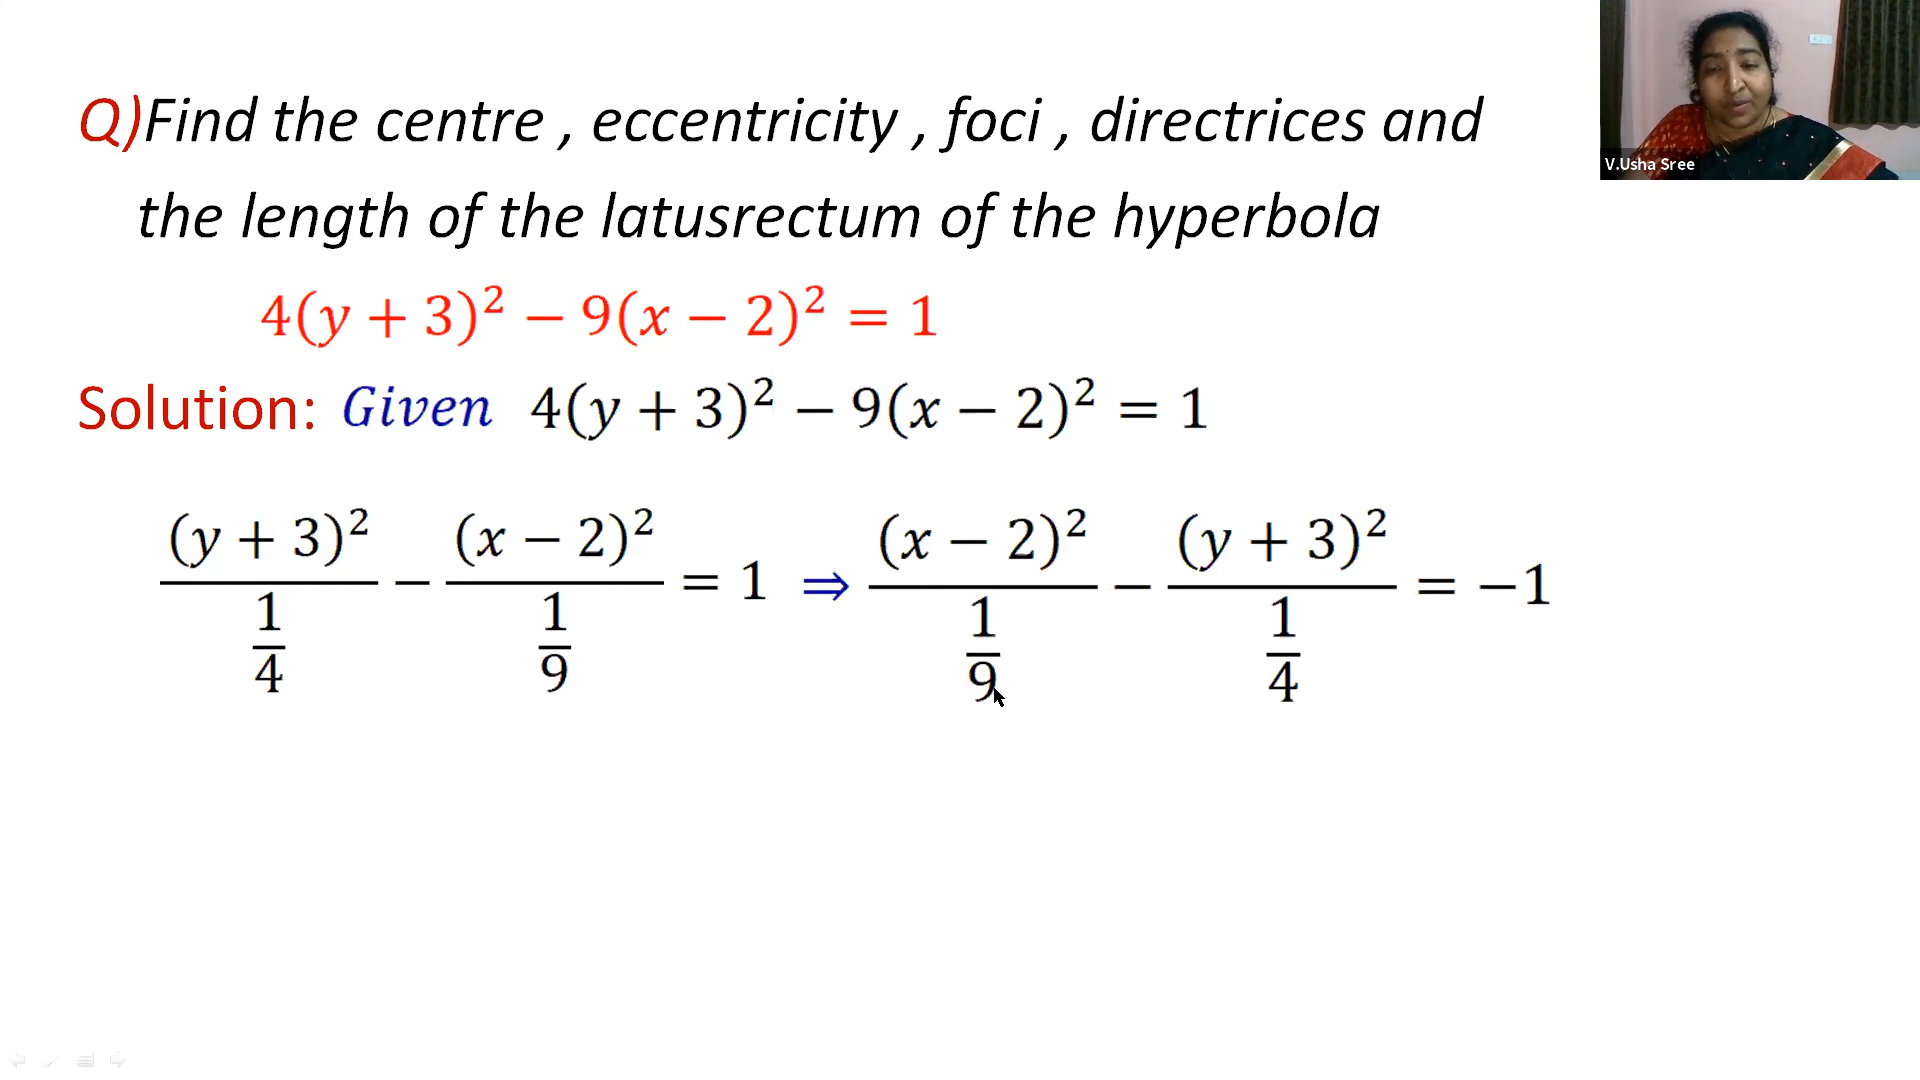 Q)Find the centre , eccentricity , foci , directrices and
the length of the latusrectum of the hyperbola
4(y + 3)² − 9(x − 2)² = 1
Solution: Given 4(y + 3)² − 9(x − 2)² = 1
(y + 3)²/(1/4) − (x − 2)²/(1/9) = 1 ⇒ (x − 2)²/(1/9) − (y + 3)²/(1/4) = −1
V.Usha Sree